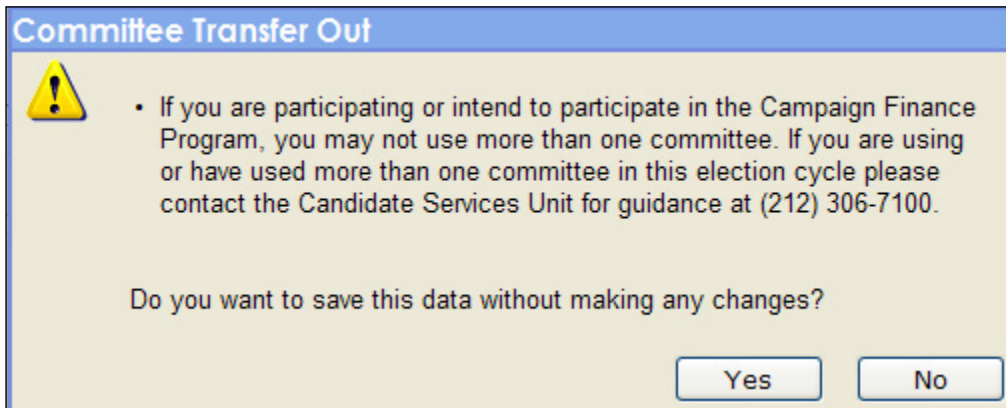 Committee Transfer Out
• If you are participating or intend to participate in the Campaign Finance
Program, you may not use more than one committee. If you are using
or have used more than one committee in this election cycle please
contact the Candidate Services Unit for guidance at (212) 306-7100.
Do you want to save this data without making any changes?
Yes No